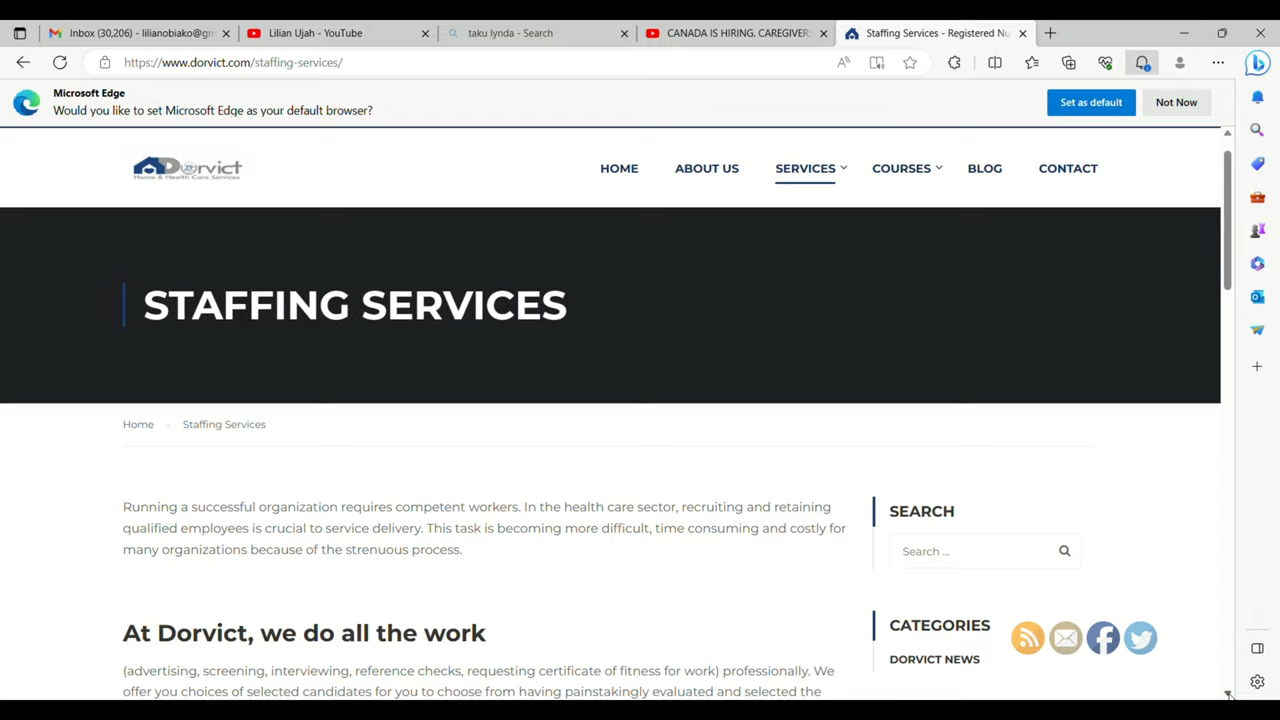 Inbox (30,206) - lilianobiako@gm
Lilian Ujah - YouTube
taku lynda - Search
CANADA IS HIRING. CAREGIVER
Staffing Services - Registered Nu
https://www.dorvict.com/staffing-services/
Microsoft Edge
Would you like to set Microsoft Edge as your default browser?
Set as default
Not Now
Dorvict
Home & Health Care Services
HOME
ABOUT US
SERVICES
COURSES
BLOG
CONTACT
STAFFING SERVICES
Home
Staffing Services
Running a successful organization requires competent workers. In the health care sector, recruiting and retaining
qualified employees is crucial to service delivery. This task is becoming more difficult, time consuming and costly for
many organizations because of the strenuous process.
SEARCH
Search ...
At Dorvict, we do all the work
(advertising, screening, interviewing, reference checks, requesting certificate of fitness for work) professionally. We
offer you choices of selected candidates for you to choose from having painstakingly evaluated and selected the
CATEGORIES
DORVICT NEWS